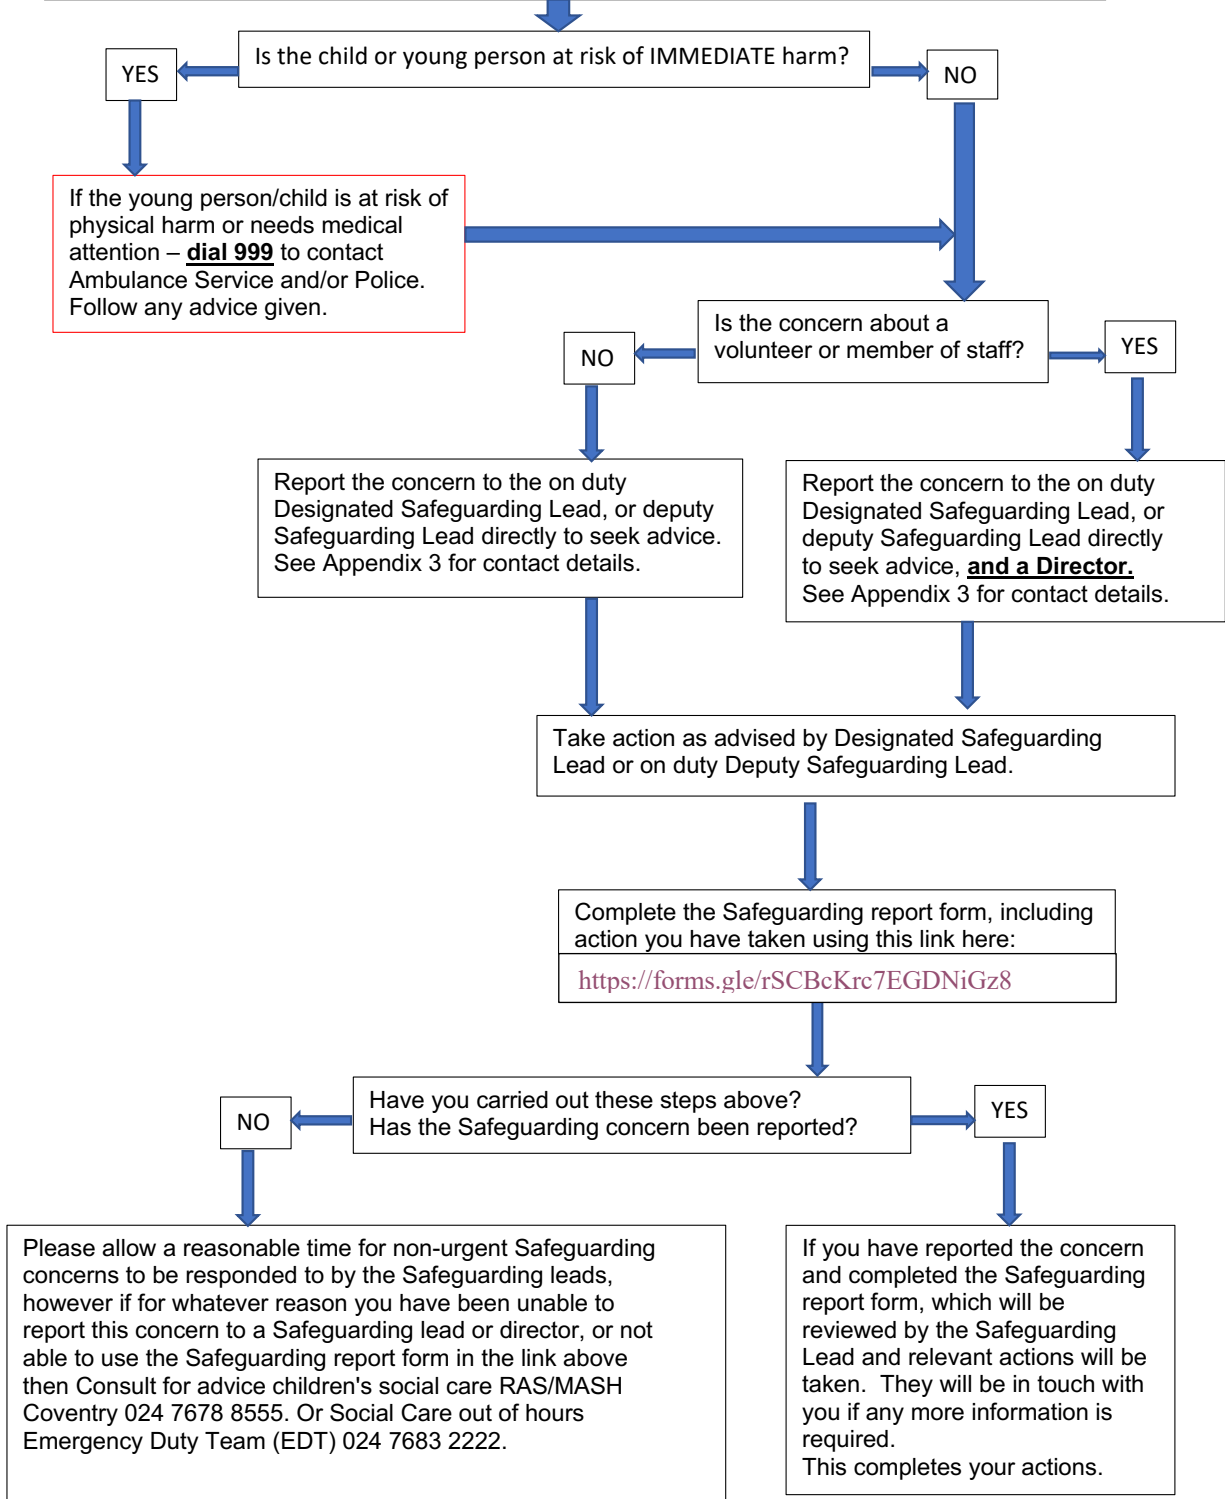 Is the child or young person at risk of IMMEDIATE harm?
YES
NO
If the young person/child is at risk of
physical harm or needs medical
attention – dial 999 to contact
Ambulance Service and/or Police.
Follow any advice given.
Is the concern about a
volunteer or member of staff?
NO
YES
Report the concern to the on duty
Designated Safeguarding Lead, or deputy
Safeguarding Lead directly to seek advice.
See Appendix 3 for contact details.
Report the concern to the on duty
Designated Safeguarding Lead, or
deputy Safeguarding Lead directly
to seek advice, and a Director.
See Appendix 3 for contact details.
Take action as advised by Designated Safeguarding
Lead or on duty Deputy Safeguarding Lead.
Complete the Safeguarding report form, including
action you have taken using this link here:
https://forms.gle/rSCBcKrc7EGDNiGz8
Have you carried out these steps above?
Has the Safeguarding concern been reported?
NO
YES
Please allow a reasonable time for non-urgent Safeguarding
concerns to be responded to by the Safeguarding leads,
however if for whatever reason you have been unable to
report this concern to a Safeguarding lead or director, or not
able to use the Safeguarding report form in the link above
then Consult for advice children's social care RAS/MASH
Coventry 024 7678 8555. Or Social Care out of hours
Emergency Duty Team (EDT) 024 7683 2222.
If you have reported the concern
and completed the Safeguarding
report form, which will be
reviewed by the Safeguarding
Lead and relevant actions will be
taken.  They will be in touch with
you if any more information is
required.
This completes your actions.